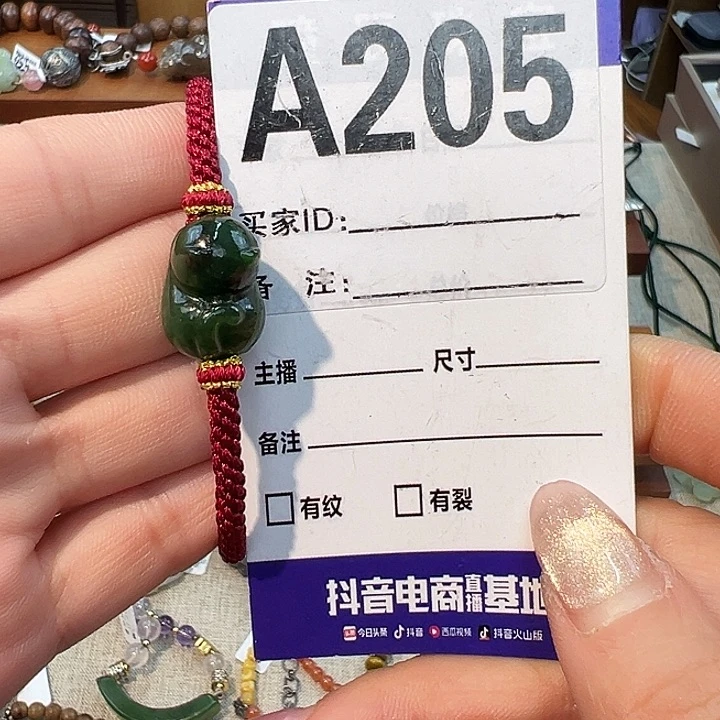 A205
买家ID:
备 注:
主播 尺寸
备注
有纹 有裂
抖音电商直播基地
今日头条 抖音 西瓜视频 抖音火山版